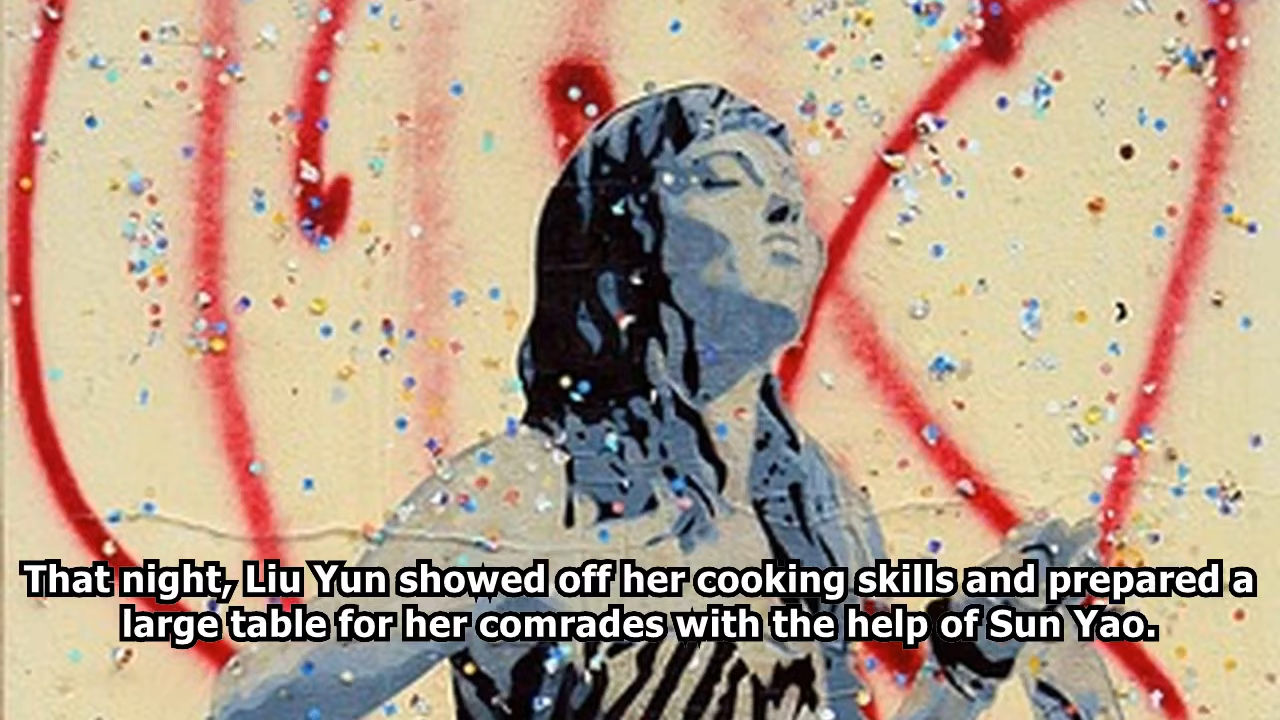 That night, Liu Yun showed off her cooking skills and prepared a
large table for her comrades with the help of Sun Yao.